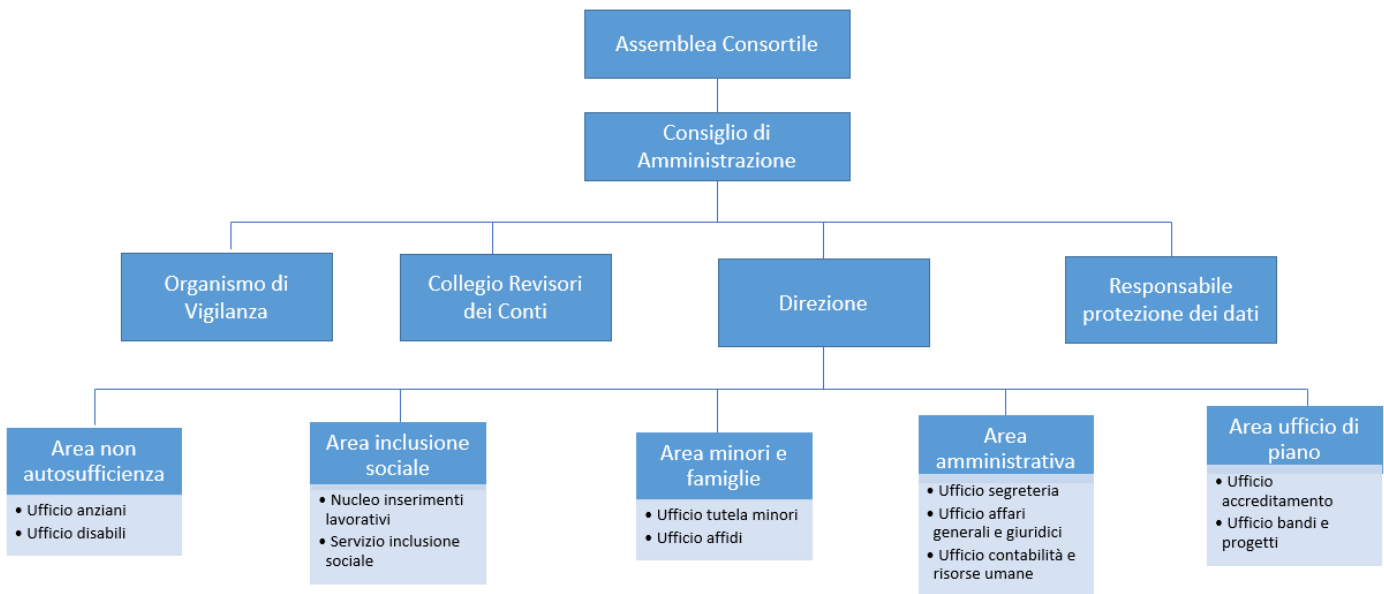 Assemblea Consortile
Consiglio di
Amministrazione
Organismo di
Vigilanza
Collegio Revisori
dei Conti
Direzione
Responsabile
protezione dei dati
Area non
autosufficienza
• Ufficio anziani
• Ufficio disabili
Area inclusione
sociale
• Nucleo inserimenti
lavorativi
• Servizio inclusione
sociale
Area minori e
famiglie
• Ufficio tutela minori
• Ufficio affidi
Area
amministrativa
• Ufficio segreteria
• Ufficio affari
generali e giuridici
• Ufficio contabilità e
risorse umane
Area ufficio di
piano
• Ufficio
accreditamento
• Ufficio bandi e
progetti